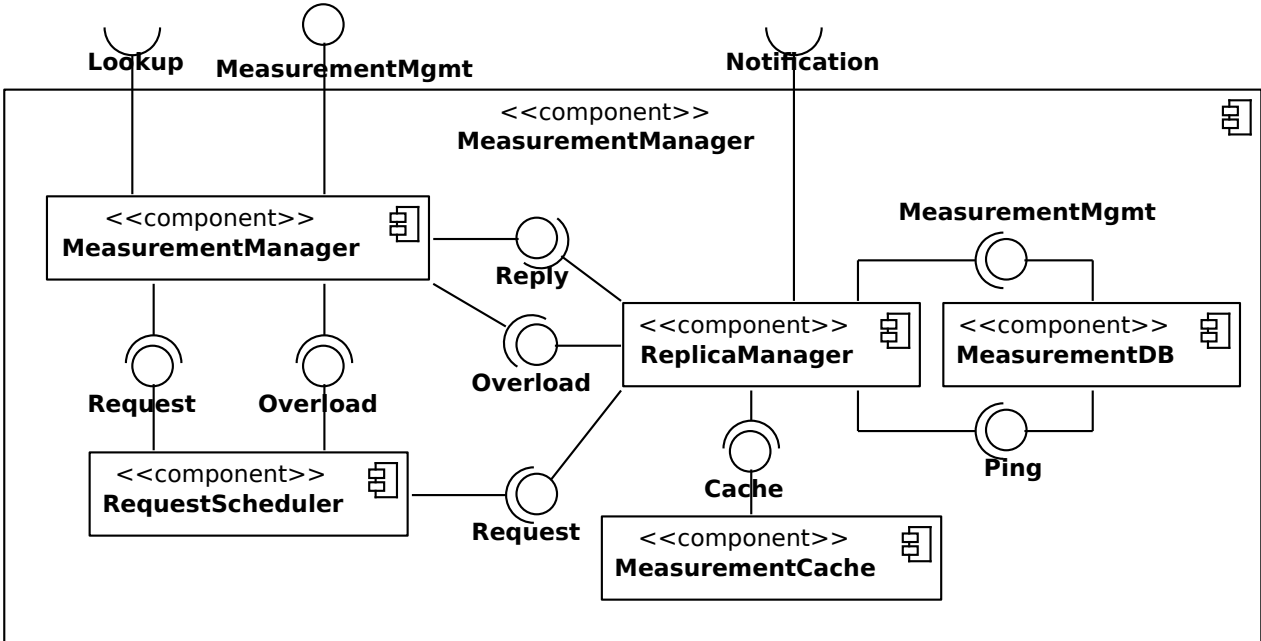 Lookup
MeasurementMgmt
Notification
<<component>>
MeasurementManager
<<component>>
MeasurementManager
MeasurementMgmt
Reply
<<component>>
ReplicaManager
<<component>>
MeasurementDB
Overload
Request
Overload
<<component>>
RequestScheduler
Request
Cache
Ping
<<component>>
MeasurementCache